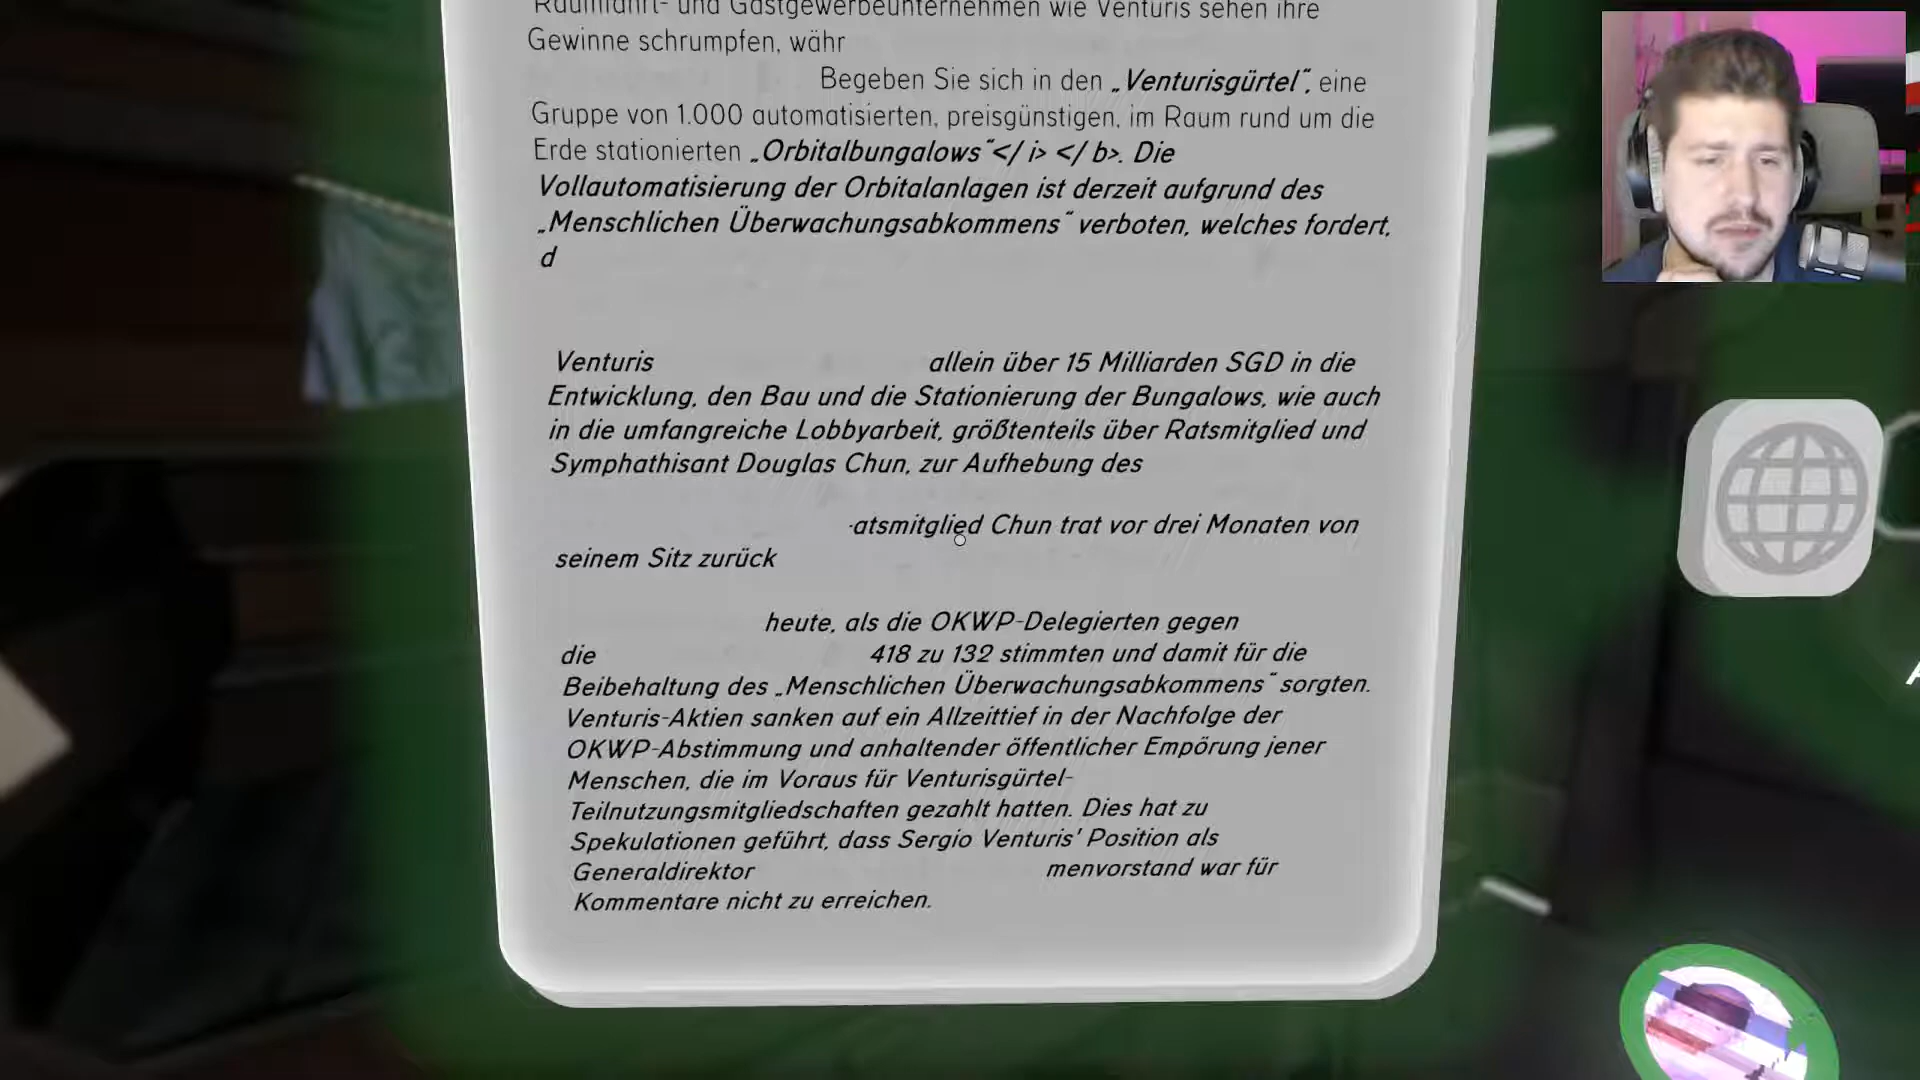 Raumfahrt- und Gastgewerbeunternehmen wie Venturis sehen ihre
Gewinne schrumpfen, währ
Begeben Sie sich in den „Venturisgürtel“, eine
Gruppe von 1.000 automatisierten, preisgünstigen, im Raum rund um die
Erde stationierten „Orbitalbungalows“</ i> </ b>. Die
Vollautomatisierung der Orbitalanlagen ist derzeit aufgrund des
„Menschlichen Überwachungsabkommens“ verboten, welches fordert,
d
Venturis allein über 15 Milliarden SGD in die
Entwicklung, den Bau und die Stationierung der Bungalows, wie auch
in die umfangreiche Lobbyarbeit, größtenteils über Ratsmitglied und
Symphathisant Douglas Chun, zur Aufhebung des
atsmitglied Chun trat vor drei Monaten von
seinem Sitz zurück
heute, als die OKWP-Delegierten gegen
die 418 zu 132 stimmten und damit für die
Beibehaltung des „Menschlichen Überwachungsabkommens“ sorgten.
Venturis-Aktien sanken auf ein Allzeittief in der Nachfolge der
OKWP-Abstimmung und anhaltender öffentlicher Empörung jener
Menschen, die im Voraus für Venturisgürtel-
Teilnutzungsmitgliedschaften gezahlt hatten. Dies hat zu
Spekulationen geführt, dass Sergio Venturis' Position als
Generaldirektor menvorstand war für
Kommentare nicht zu erreichen.